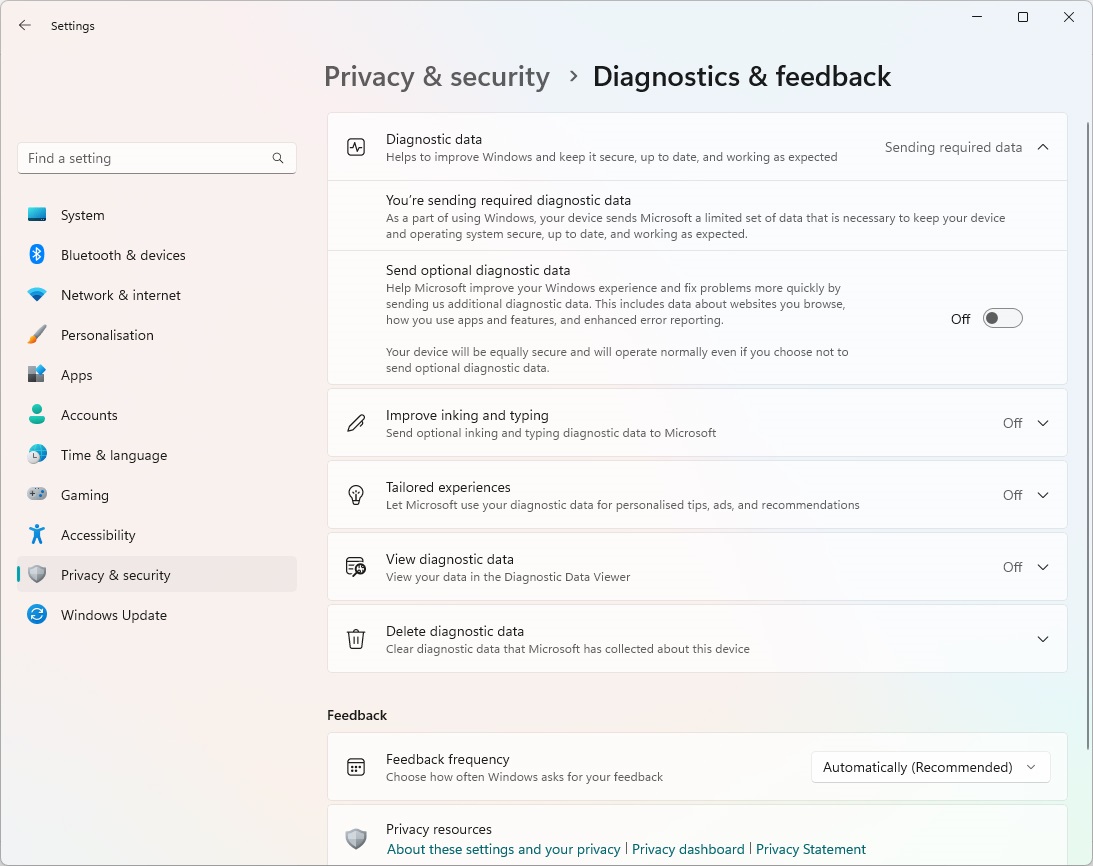 Settings
Privacy & security › Diagnostics & feedback
Find a setting
System
Bluetooth & devices
Network & internet
Personalisation
Apps
Accounts
Time & language
Gaming
Accessibility
Privacy & security
Windows Update
Diagnostic data
Helps to improve Windows and keep it secure, up to date, and working as expected
Sending required data
You’re sending required diagnostic data
As a part of using Windows, your device sends Microsoft a limited set of data that is necessary to keep your device
and operating system secure, up to date, and working as expected.
Send optional diagnostic data
Help Microsoft improve your Windows experience and fix problems more quickly by
sending us additional diagnostic data. This includes data about websites you browse,
how you use apps and features, and enhanced error reporting.
Off
Your device will be equally secure and will operate normally even if you choose not to
send optional diagnostic data.
Improve inking and typing
Send optional inking and typing diagnostic data to Microsoft
Off
Tailored experiences
Let Microsoft use your diagnostic data for personalised tips, ads, and recommendations
Off
View diagnostic data
View your data in the Diagnostic Data Viewer
Off
Delete diagnostic data
Clear diagnostic data that Microsoft has collected about this device
Feedback
Feedback frequency
Choose how often Windows asks for your feedback
Automatically (Recommended)
Privacy resources
About these settings and your privacy | Privacy dashboard | Privacy Statement